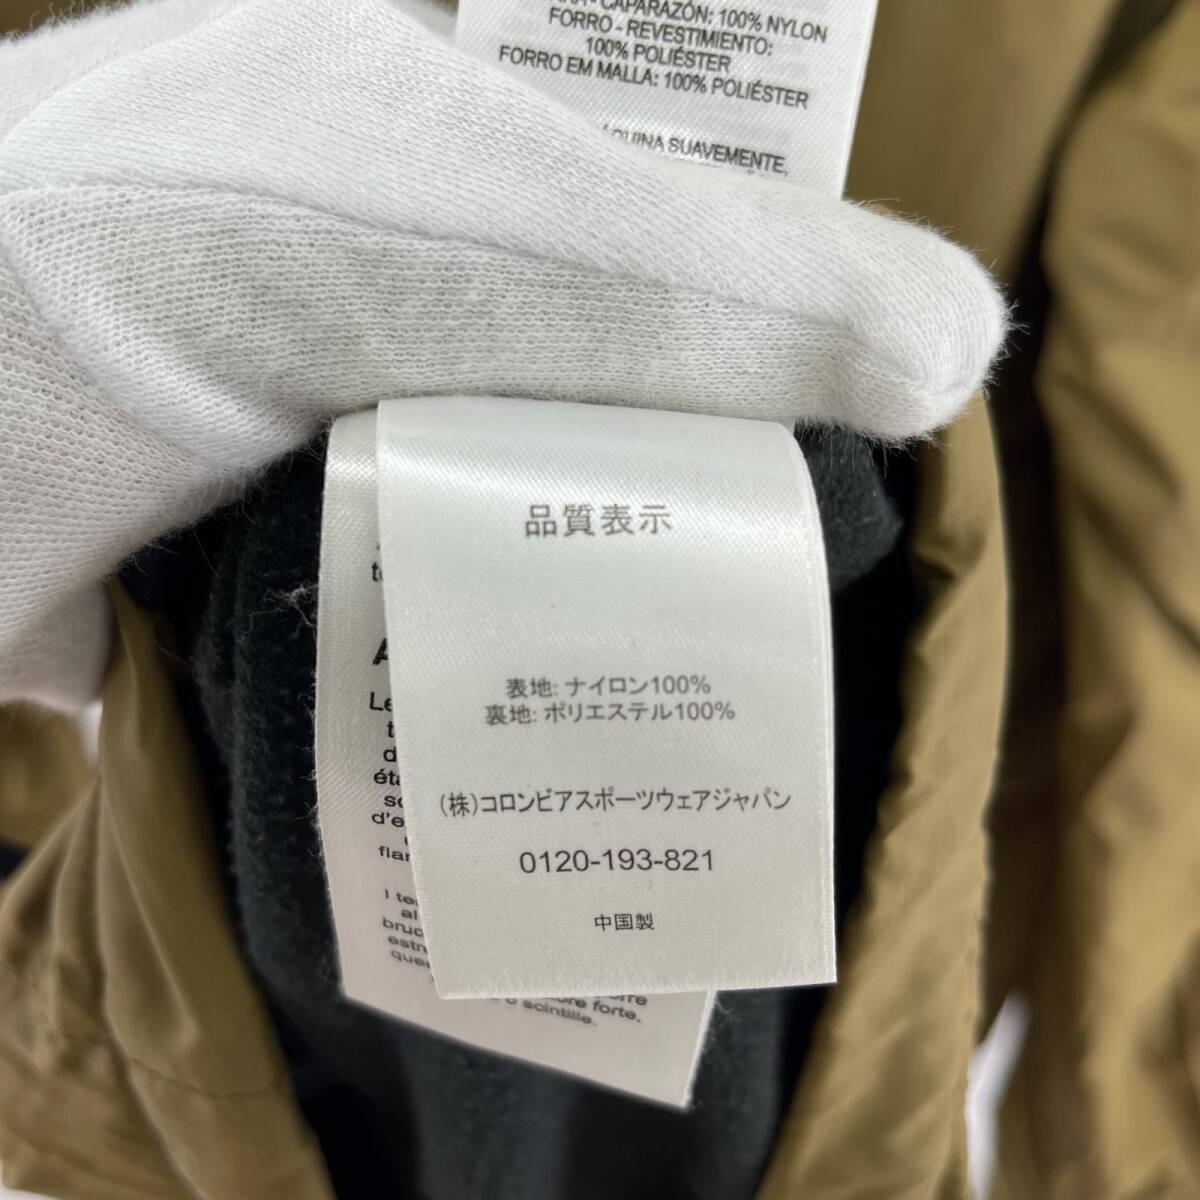 CAPARAZÓN: 100% NYLON
FORRO - REVESTIMIENTO:
100% POLIÉSTER
FORRO EM MALLA: 100% POLIÉSTER
SUAVEMENTE,
品質表示
表地: ナイロン100%
裏地: ポリエステル100%
(株)コロンビアスポーツウェアジャパン
0120-193-821
中国製
forte.
scintille.